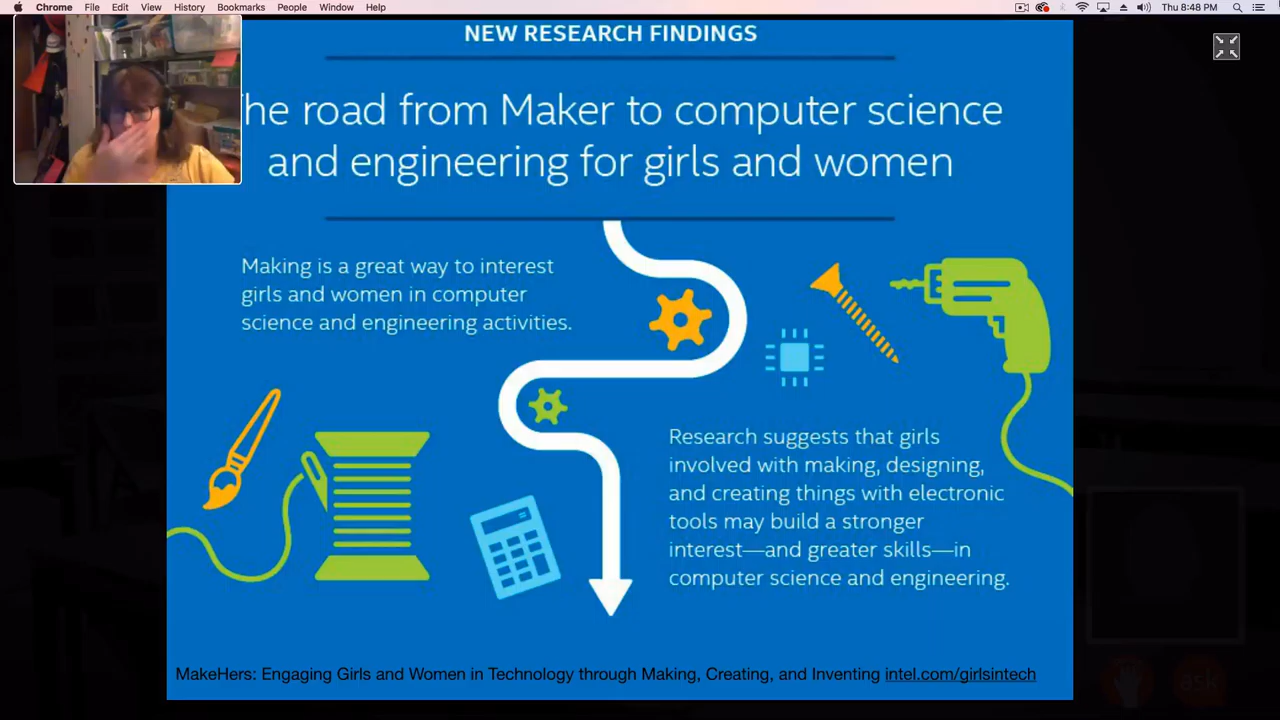 Chrome File Edit View History Bookmarks People Window Help Thu 8:48 PM
NEW RESEARCH FINDINGS
he road from Maker to computer science
and engineering for girls and women
Making is a great way to interest
girls and women in computer
science and engineering activities.
Research suggests that girls
involved with making, designing,
and creating things with electronic
tools may build a stronger
interest—and greater skills—in
computer science and engineering.
MakeHers: Engaging Girls and Women in Technology through Making, Creating, and Inventing intel.com/girlsintech
ask